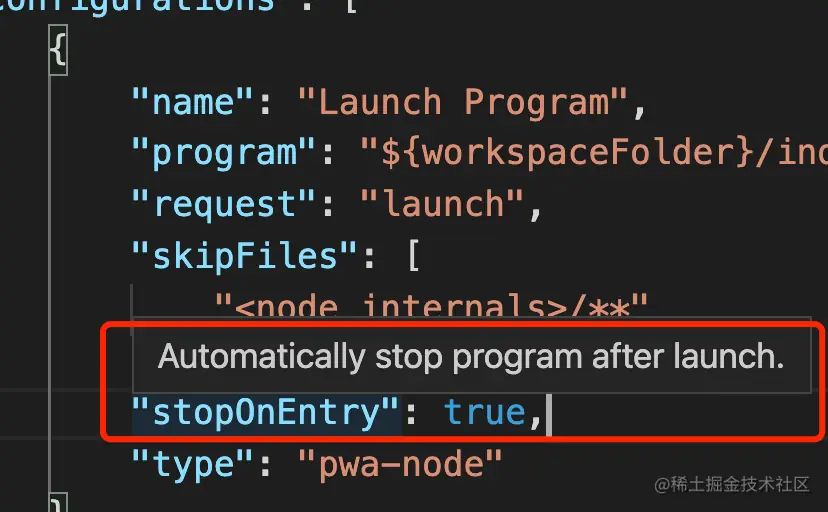 configurations": [
{
"name": "Launch Program",
"program": "${workspaceFolder}/ind
"request": "launch",
"skipFiles": [
"<node_internals>/**"
Automatically stop program after launch.
"stopOnEntry": true,
"type": "pwa-node"
}
@稀土掘金技术社区